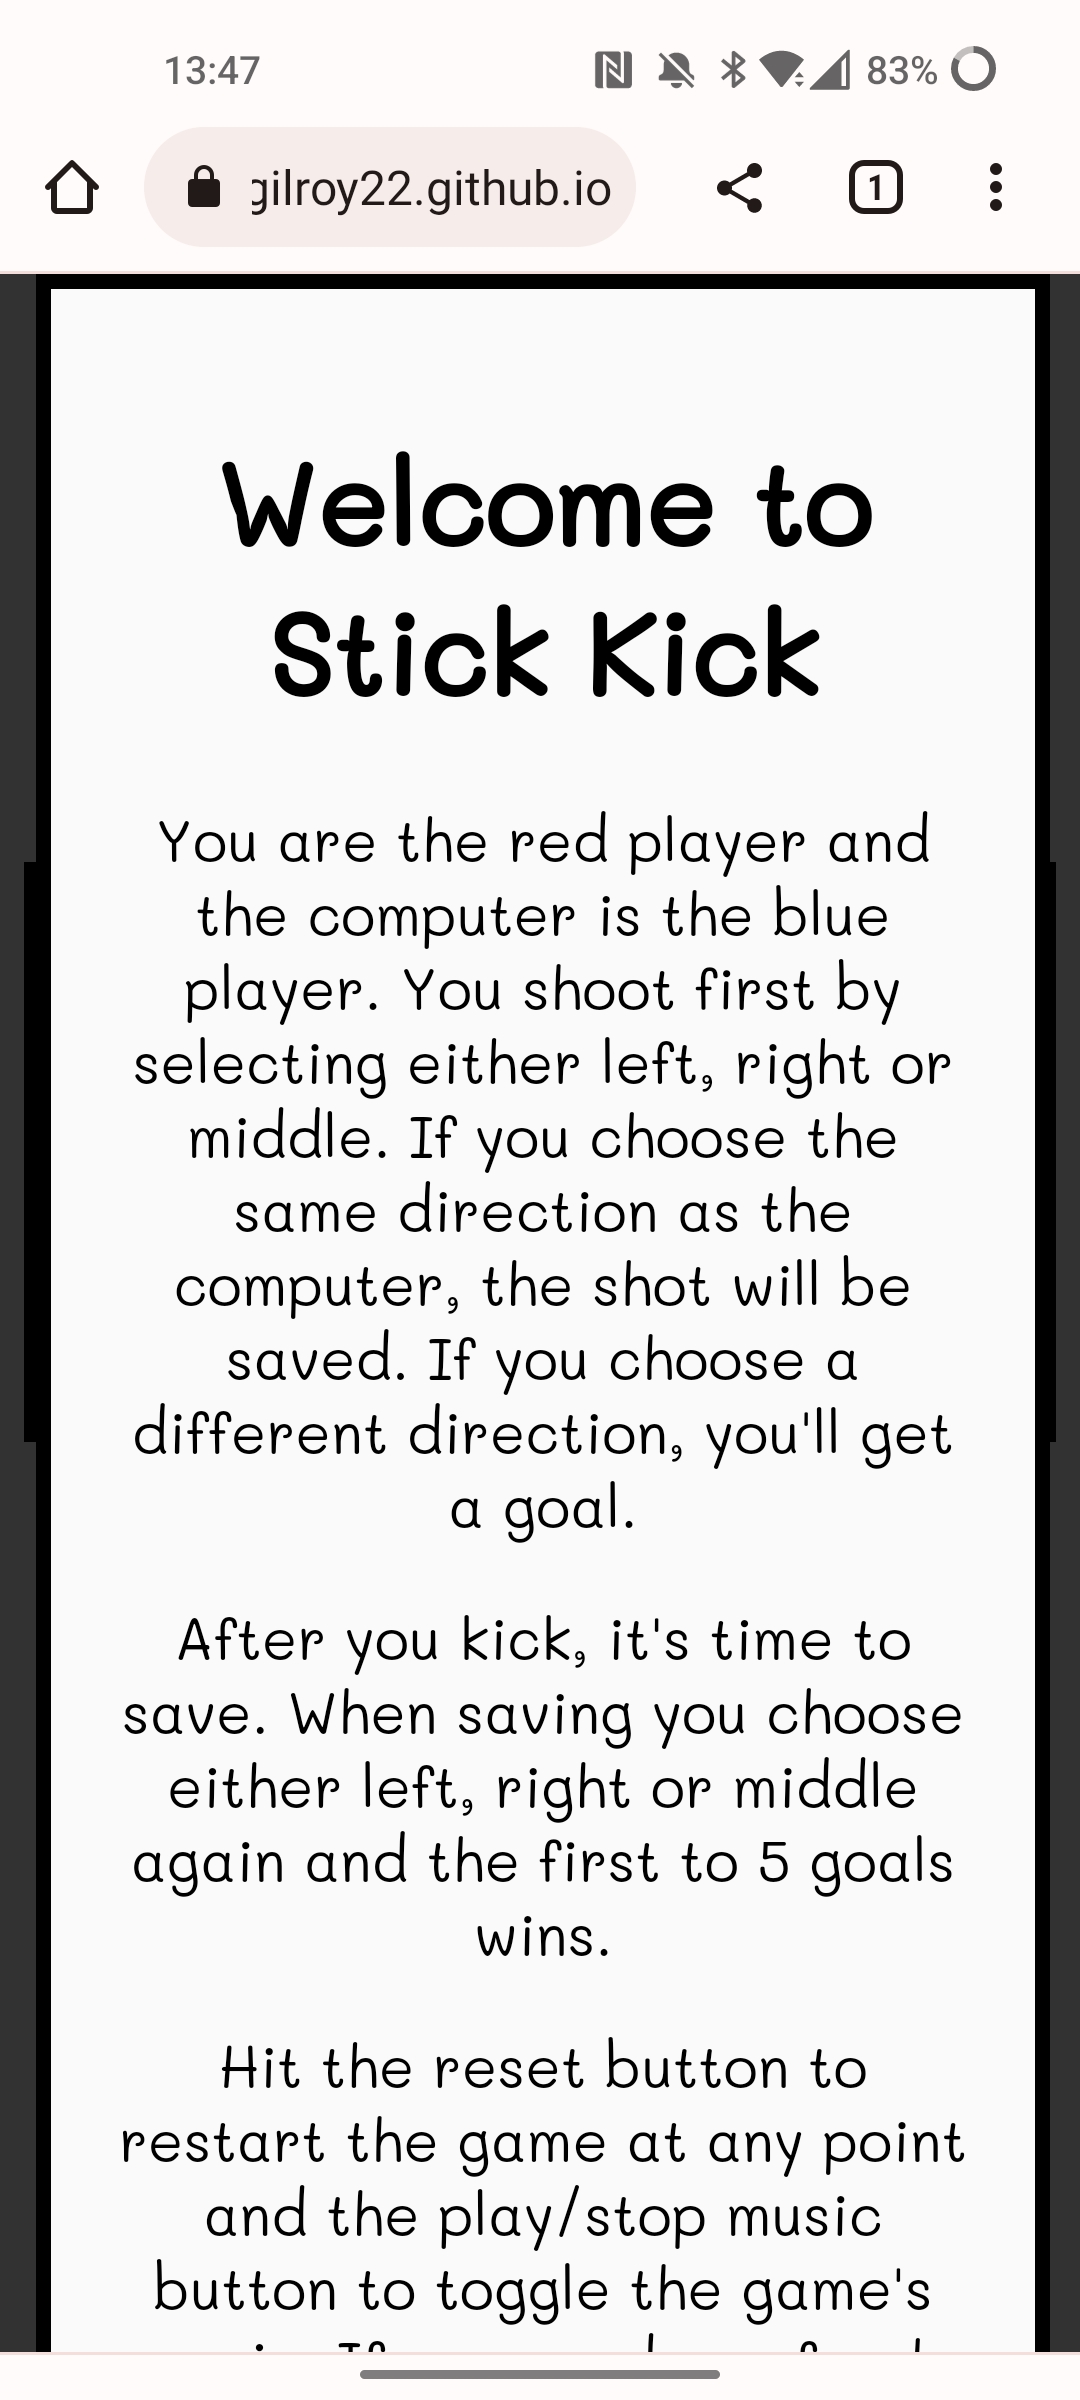 13:47
83%
gilroy22.github.io
1
Welcome to
Stick Kick
You are the red player and
the computer is the blue
player. You shoot first by
selecting either left, right or
middle. If you choose the
same direction as the
computer, the shot will be
saved. If you choose a
different direction, you'll get
a goal.
After you kick, it's time to
save. When saving you choose
either left, right or middle
again and the first to 5 goals
wins.
Hit the reset button to
restart the game at any point
and the play/stop music
button to toggle the game's